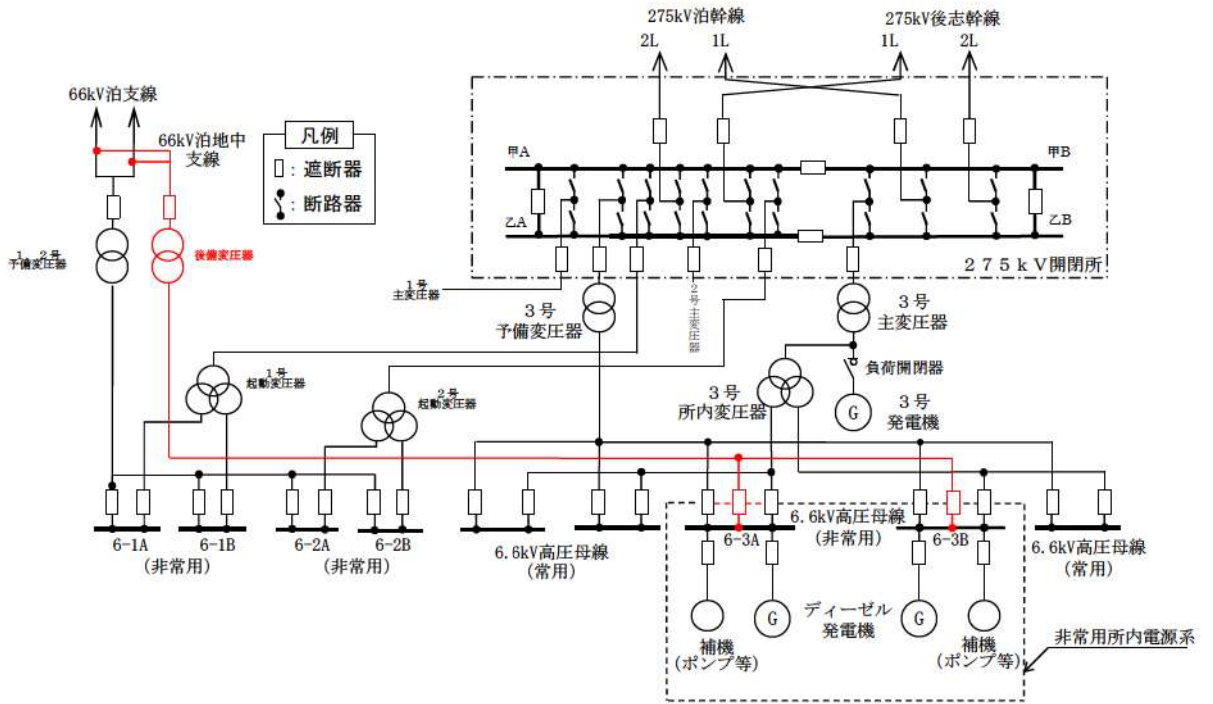 275kV泊幹線
275kV後志幹線
2L
1L
1L
2L
66kV泊支線
66kV泊地中
支線
凡例
：遮断器
：断路器
甲A
甲B
乙A
乙B
275kV開閉所
1，2号
予備変圧器
後備変圧器
1号
主変圧器
3号
予備変圧器
2号主変圧器
3号
主変圧器
1号
起動変圧器
2号
起動変圧器
3号
所内変圧器
負荷開閉器
G
3号
発電機
6-1A
6-1B
6-2A
6-2B
(非常用)
(非常用)
6.6kV高圧母線
(常用)
6-3A
6.6kV高圧母線
(非常用)
6-3B
6.6kV高圧母線
(常用)
G
ディーゼル
発電機
G
補機
(ポンプ等)
補機
(ポンプ等)
非常用所内電源系